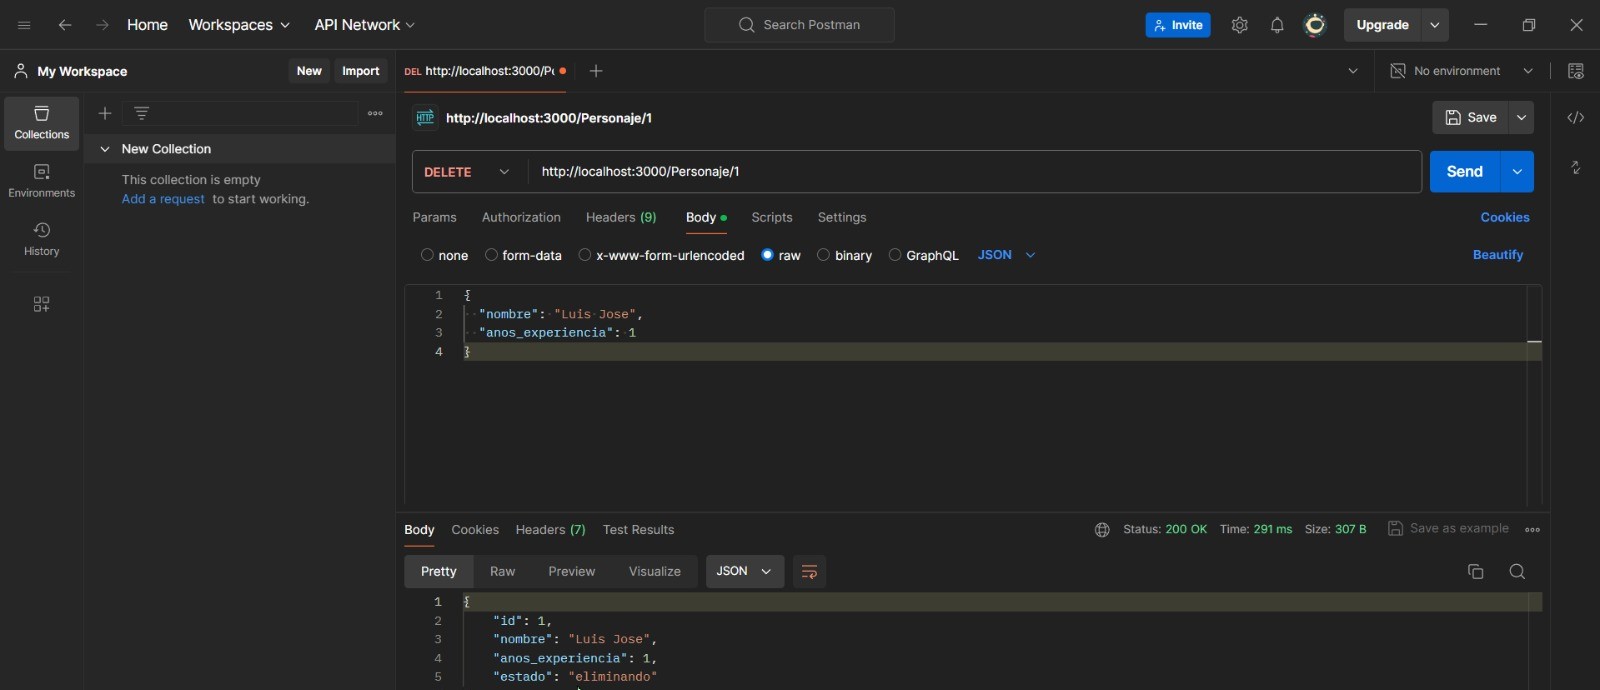 Home Workspaces API Network Search Postman Invite Upgrade
My Workspace New Import DEL http://localhost:3000/P No environment
Collections
Environments
History
New Collection
This collection is empty
Add a request to start working.
HTTP http://localhost:3000/Personaje/1 Save
DELETE http://localhost:3000/Personaje/1 Send
Params Authorization Headers (9) Body Scripts Settings Cookies
none form-data x-www-form-urlencoded raw binary GraphQL JSON Beautify
1 {
2 "nombre": "Luis Jose",
3 "anos_experiencia": 1
4 }
Body Cookies Headers (7) Test Results Status: 200 OK Time: 291 ms Size: 307 B Save as example
Pretty Raw Preview Visualize JSON
1 {
2 "id": 1,
3 "nombre": "Luis Jose",
4 "anos_experiencia": 1,
5 "estado": "eliminando"